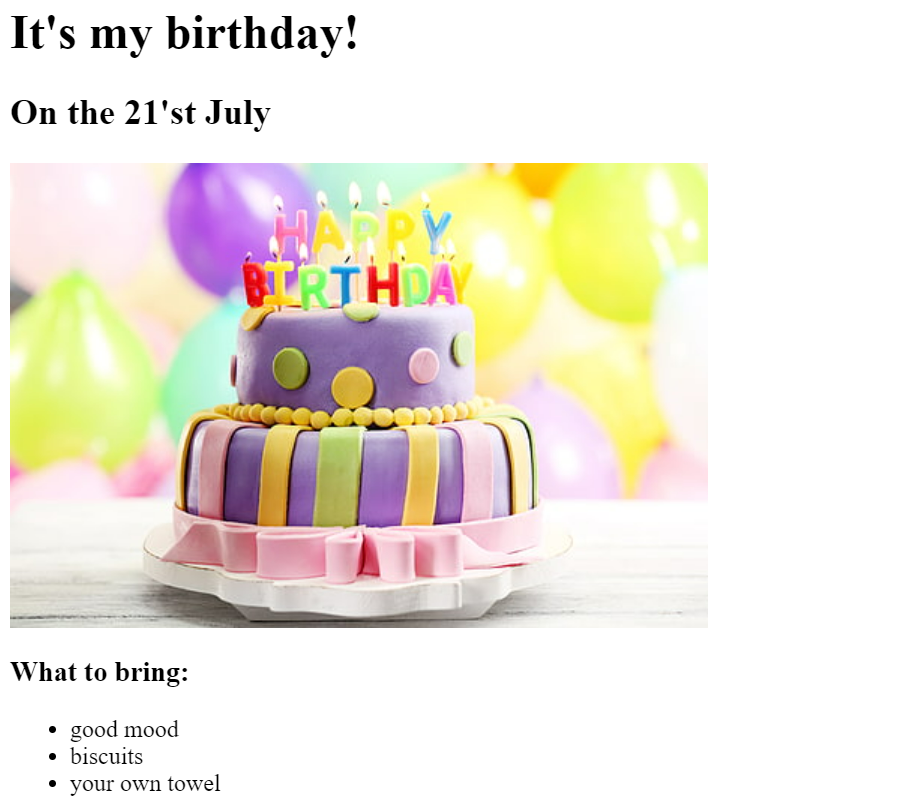 It's my birthday!
On the 21'st July
HAPPY
BIRTHDAY
What to bring:
good mood
biscuits
your own towel